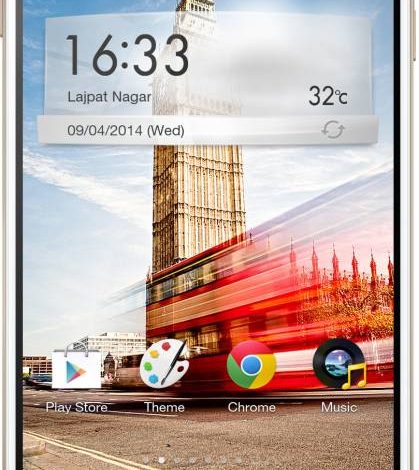 16:33
Lajpat Nagar
32°c
09/04/2014 (Wed)
Play Store
Theme
Chrome
Music